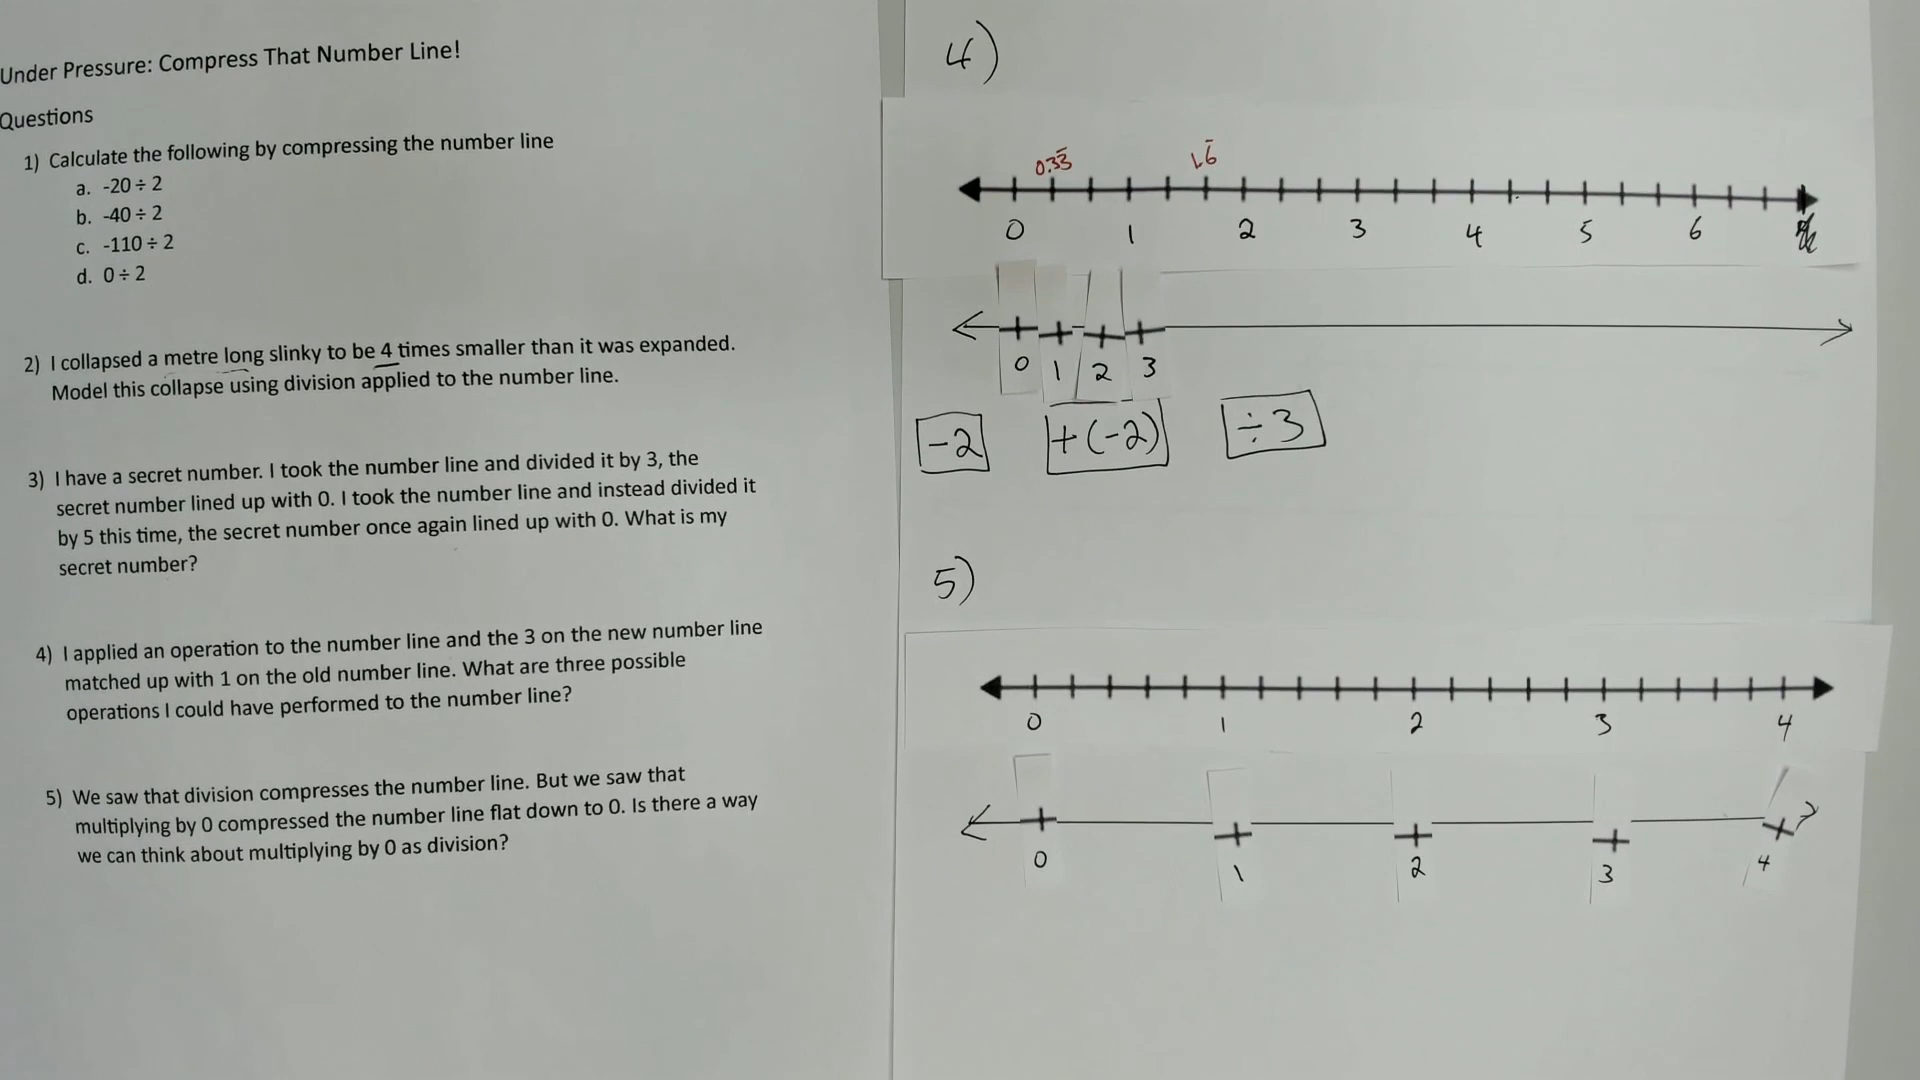 Under Pressure: Compress That Number Line!
Questions
1) Calculate the following by compressing the number line
a. -20 ÷ 2
b. -40 ÷ 2
c. -110 ÷ 2
d. 0 ÷ 2
2) I collapsed a metre long slinky to be 4 times smaller than it was expanded.
Model this collapse using division applied to the number line.
3) I have a secret number. I took the number line and divided it by 3, the
secret number lined up with 0. I took the number line and instead divided it
by 5 this time, the secret number once again lined up with 0. What is my
secret number?
4) I applied an operation to the number line and the 3 on the new number line
matched up with 1 on the old number line. What are three possible
operations I could have performed to the number line?
5) We saw that division compresses the number line. But we saw that
multiplying by 0 compressed the number line flat down to 0. Is there a way
we can think about multiplying by 0 as division?
4)
0.33̅ 1.6̅
0 1 2 3 4 5 6
0 1 2 3
-2 +(-2) ÷3
5)
0 1 2 3 4
0 1 2 3 4